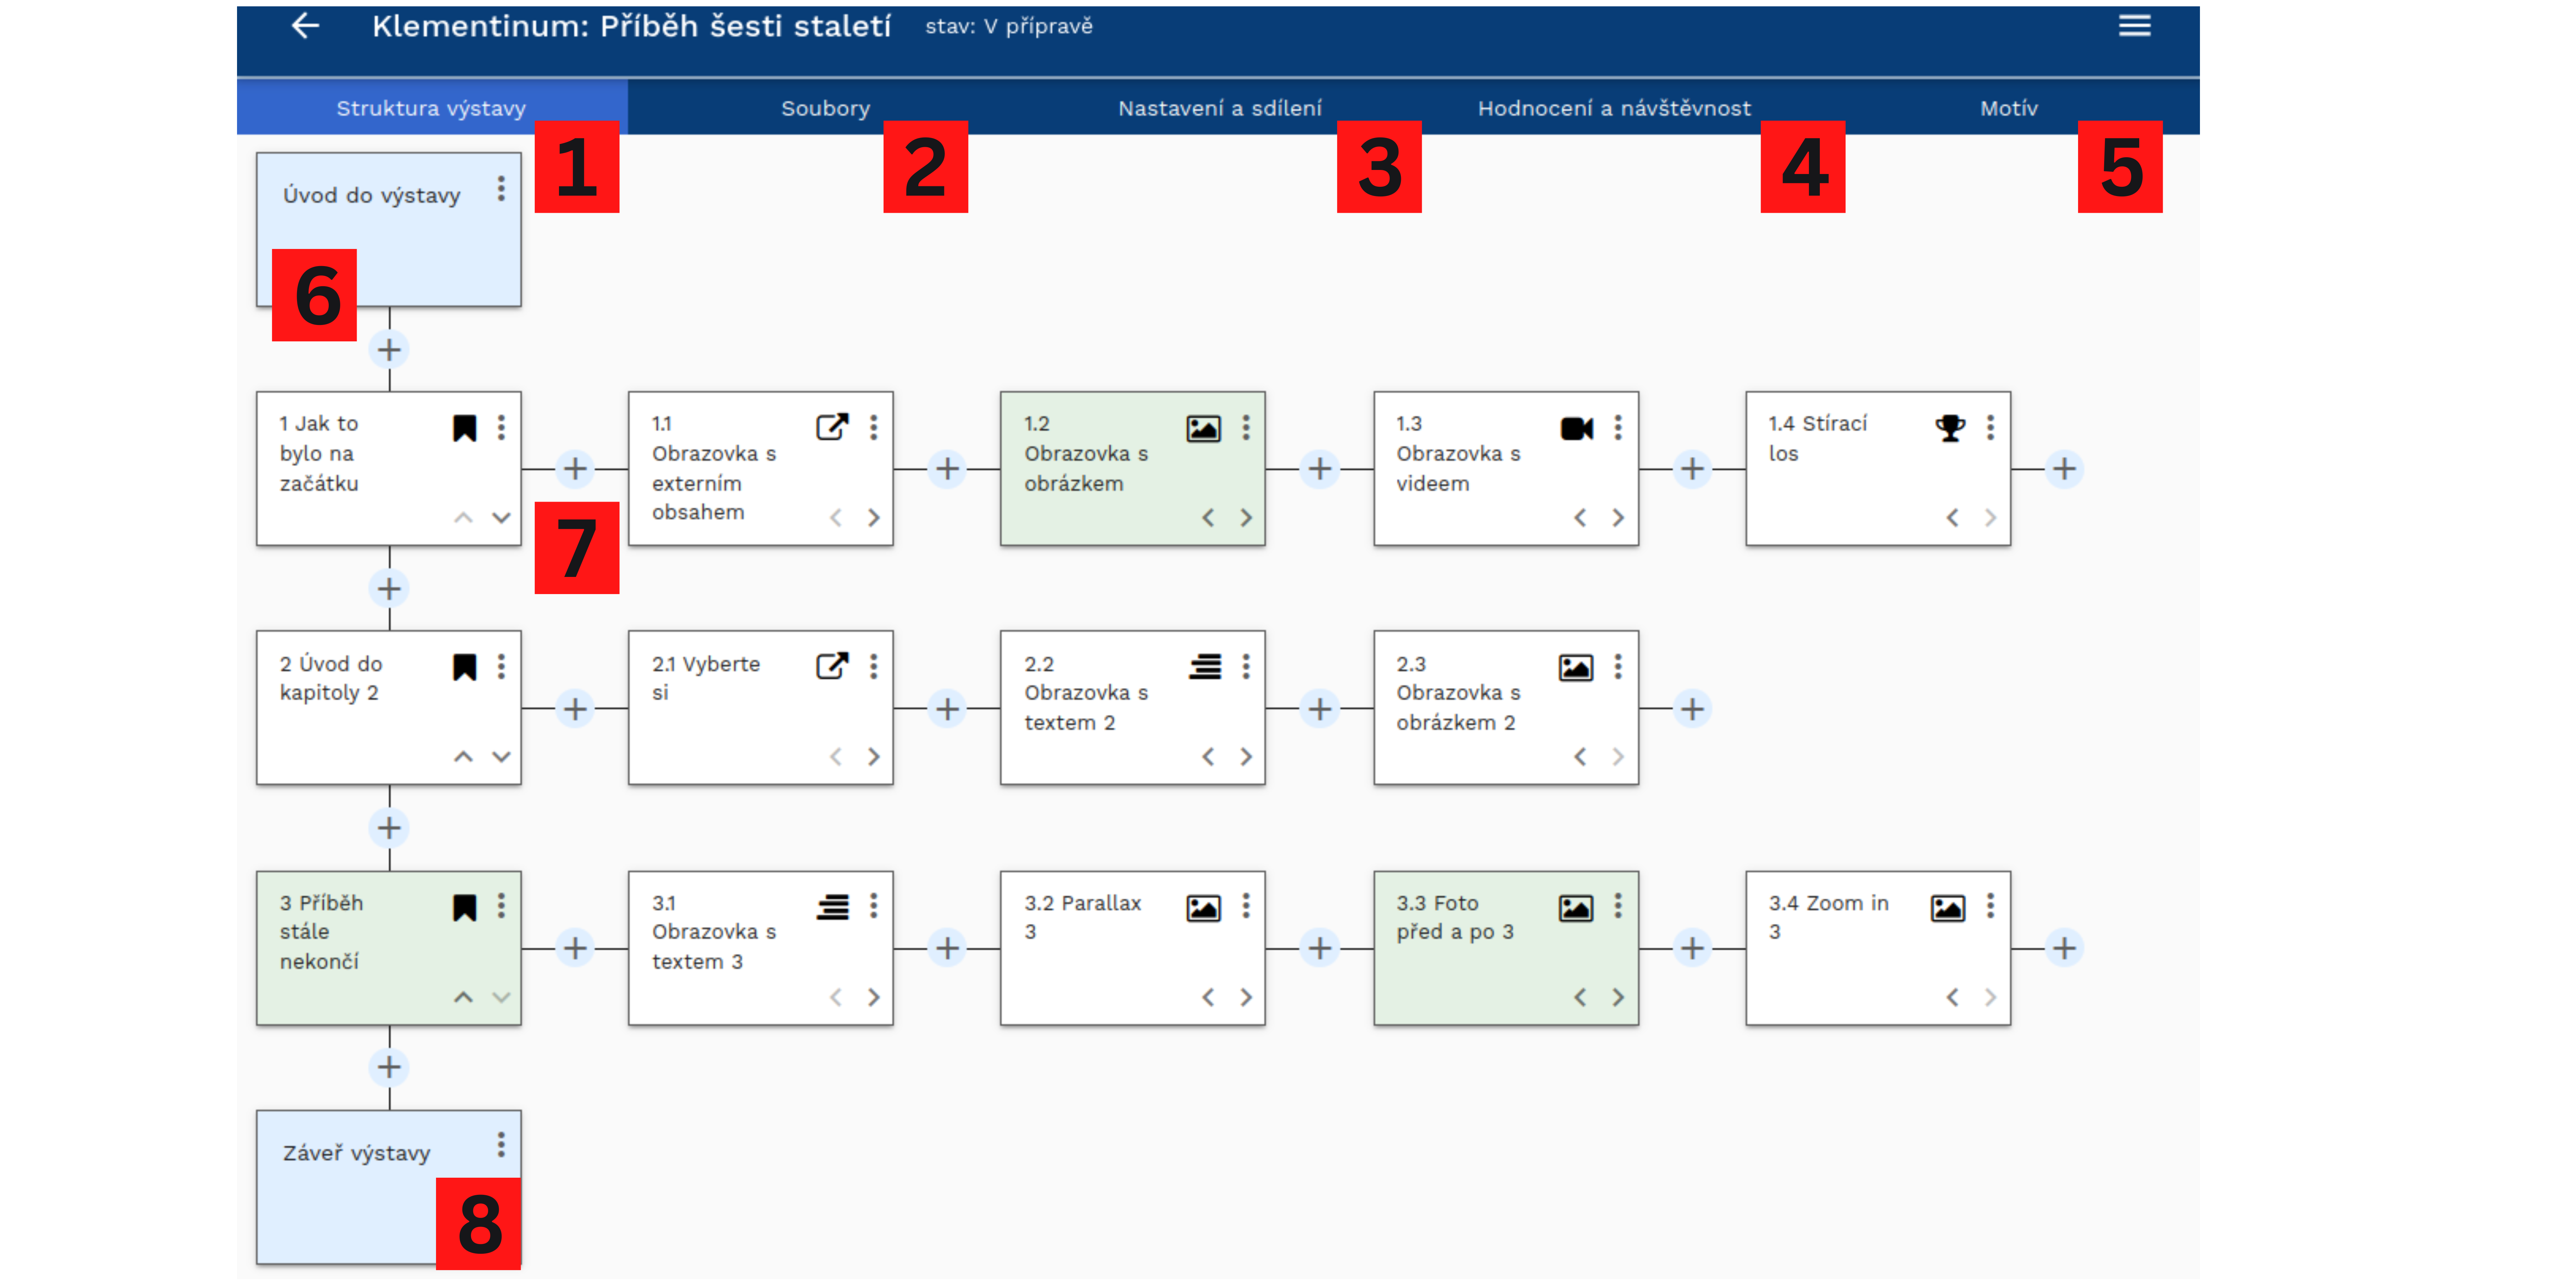 Klementinum: Příběh šesti staletí stav: V přípravě
Struktura výstavy Soubory Nastavení a sdílení Hodnocení a návštěvnost Motív
1 2 3 4 5
Úvod do výstavy
6
1 Jak to
bylo na
začátku
1.1
Obrazovka s
externím
obsahem
1.2
Obrazovka s
obrázkem
1.3
Obrazovka s
videem
1.4 Stírací
los
7
2 Úvod do
kapitoly 2
2.1 Vyberte
si
2.2
Obrazovka s
textem 2
2.3
Obrazovka s
obrázkem 2
3 Příběh
stále
nekončí
3.1
Obrazovka s
textem 3
3.2 Parallax
3
3.3 Foto
před a po 3
3.4 Zoom in
3
Záveř výstavy
8